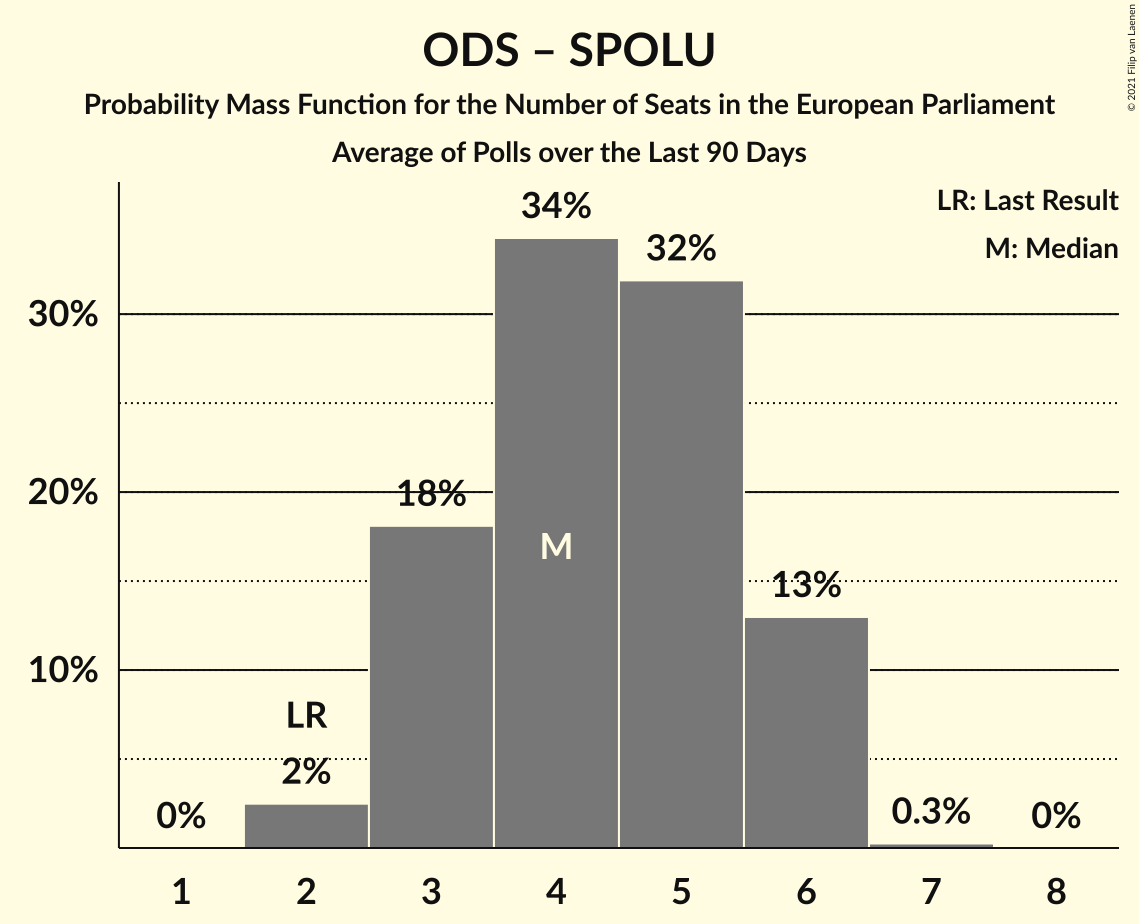 ODS – SPOLU
Probability Mass Function for the Number of Seats in the European Parliament
Average of Polls over the Last 90 Days
© 2021 Filip van Laenen
LR: Last Result
M: Median
34%
32%
30%
20%
18%
M
13%
10%
LR
2%
0%
0.3%
0%
1 2 3 4 5 6 7 8